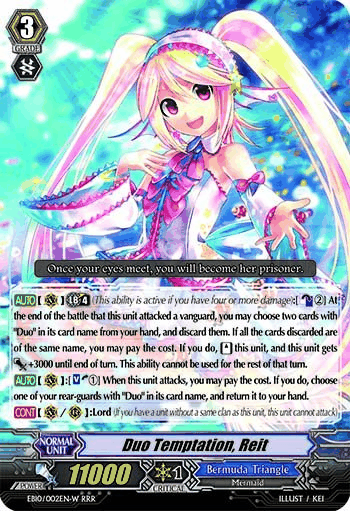 3
GRADE
Once your eyes meet, you will become her prisoner.
AUTO [ ] LB 4 (This ability is active if you have four or more damage):[ ②] At
the end of the battle that this unit attacked a vanguard, you may choose two cards with
"Duo" in its card name from your hand, and discard them. If all the cards discarded are
of the same name, you may pay the cost. If you do, [ ] this unit, and this unit gets
+3000 until end of turn. This ability cannot be used for the rest of that turn.
AUTO [ ]:[V ①] When this unit attacks, you may pay the cost. If you do, choose
one of your rear-guards with "Duo" in its card name, and return it to your hand.
CONT [ / ]:Lord (If you have a unit without a same clan as this unit, this unit cannot attack)
NORMAL
UNIT
Duo Temptation, Reit
POWER
11000
1
CRITICAL
Bermuda Triangle
Mermaid
EB10/002EN-W RRR
ILLUST / KEI